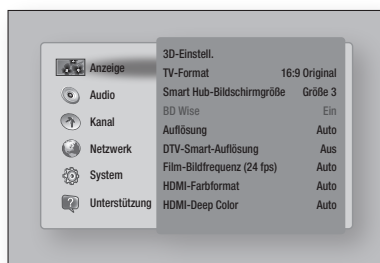 Anzeige
Audio
Kanal
Netzwerk
System
Unterstützung
3D-Einstell.
TV-Format 16:9 Original
Smart Hub-Bildschirmgröße Größe 3
BD Wise Ein
Auflösung Auto
DTV-Smart-Auflösung Aus
Film-Bildfrequenz (24 fps) Auto
HDMI-Farbformat Auto
HDMI-Deep Color Auto